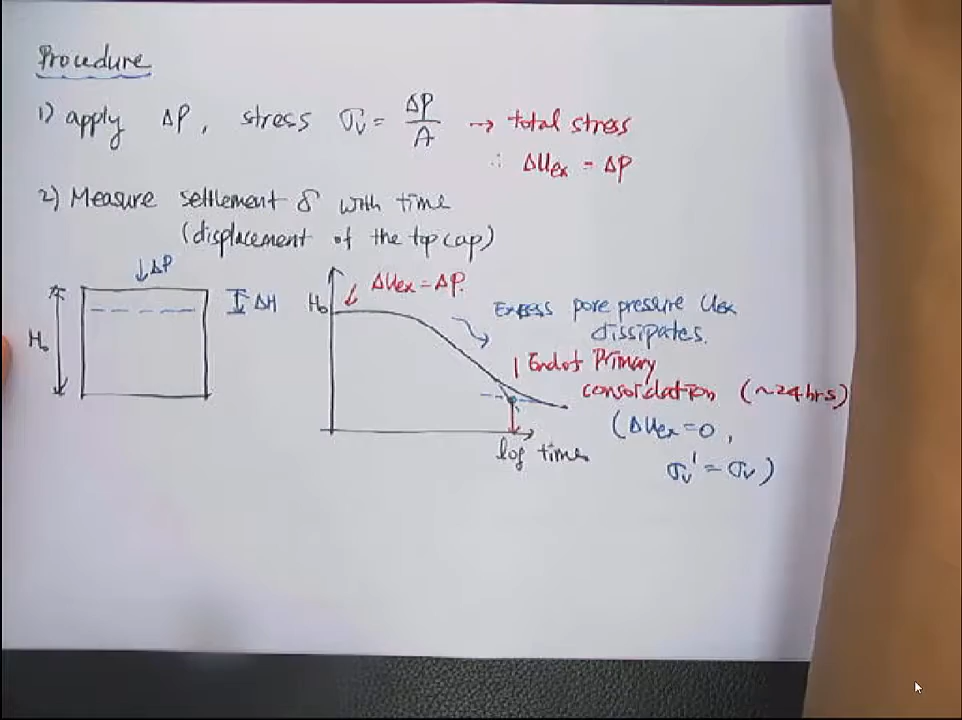 Procedure
1) apply ΔP, stress σv = ΔP/A → total stress
∴ ΔUex = ΔP
2) Measure settlement δ with time
(displacement of the top cap)
↓ΔP
ΔH
H₀
H₀
ΔUex = ΔP.
Excess pore pressure Uex
dissipates.
End of Primary
consolidation (~24hrs)
(ΔUex = 0,
σv' = σv)
log time